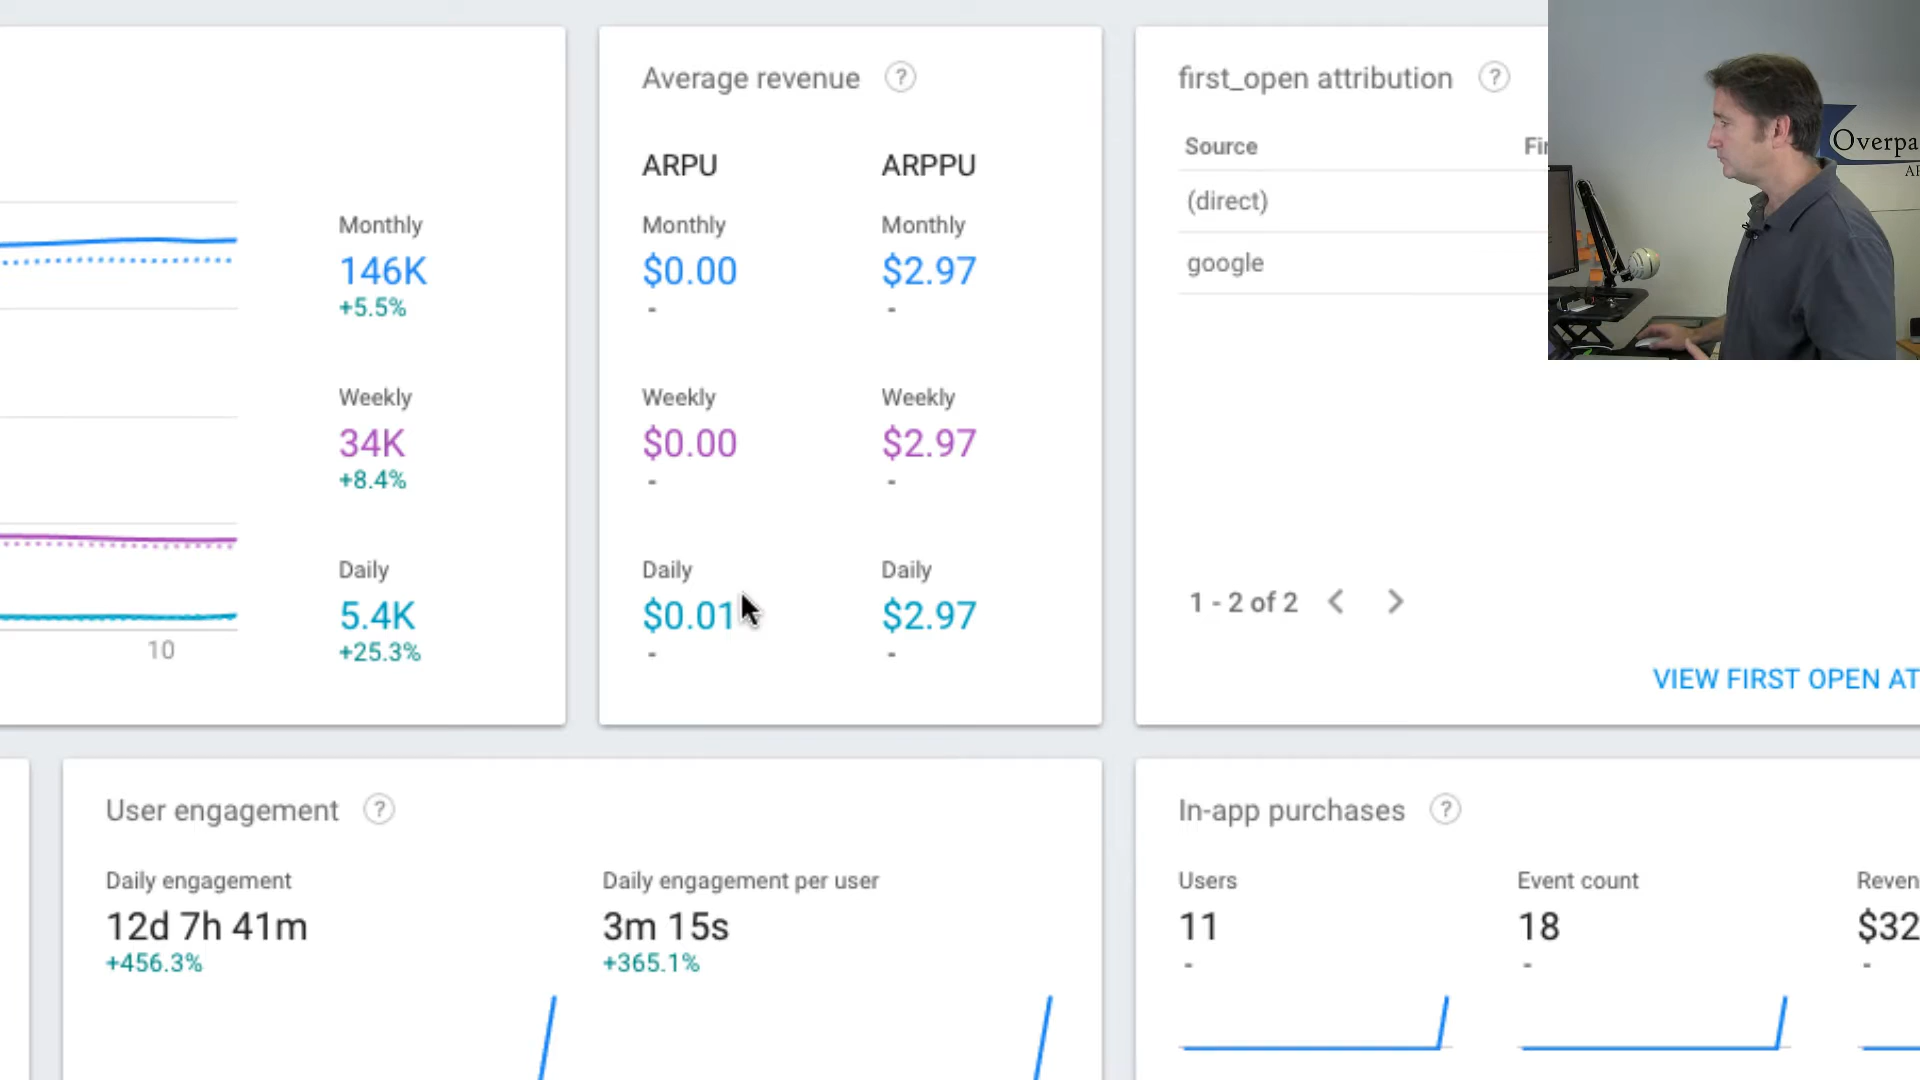 Monthly
146K
+5.5%
Weekly
34K
+8.4%
Daily
5.4K
+25.3%
10
Average revenue ?
ARPU ARPPU
Monthly Monthly
$0.00 $2.97
- -
Weekly Weekly
$0.00 $2.97
- -
Daily Daily
$0.01 $2.97
- -
first_open attribution ?
Source Fir
(direct)
google
1 - 2 of 2
VIEW FIRST OPEN AT
Overpa
User engagement ?
Daily engagement Daily engagement per user
12d 7h 41m 3m 15s
+456.3% +365.1%
In-app purchases ?
Users Event count Reven
11 18 $32
- - -